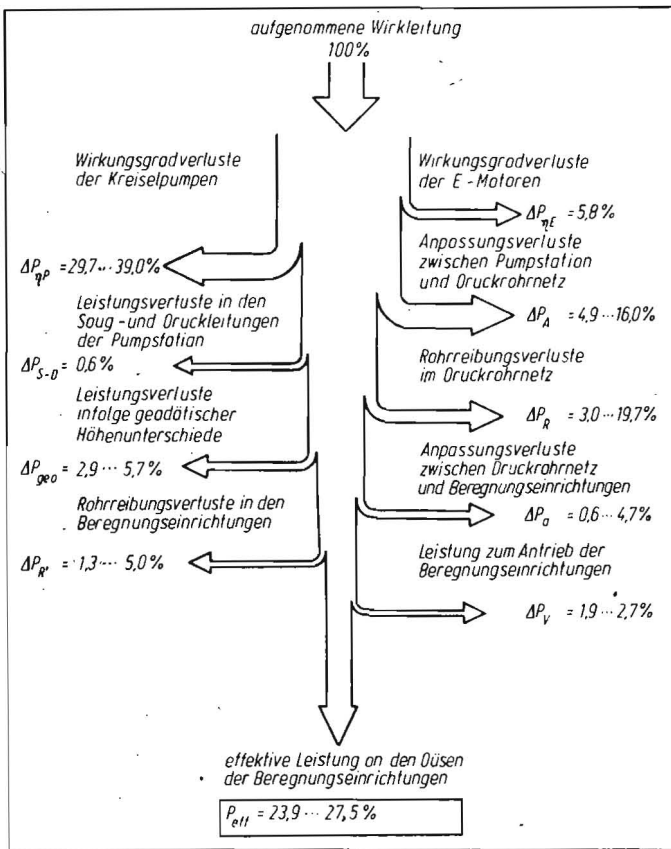 aufgenommene Wirkleitung
100%
Wirkungsgradverluste
der Kreiselpumpen
Wirkungsgradverluste
der E-Motoren
ΔP_ηE = 5,8%
ΔP_ηP = 29,7... 39,0%
Anpassungsverluste
zwischen Pumpstation
und Druckrohrnetz
ΔP_A = 4,9 ... 16,0%
Leistungsverluste in den
Saug- und Druckleitungen
der Pumpstation
ΔP_S-D = 0,6%
Rohrreibungsverluste
im Druckrohrnetz
ΔP_R = 3,0 ... 19,7%
Leistungsverluste
infolge geodätischer
Höhenunterschiede
ΔP_geo = 2,9 ... 5,7%
Anpassungsverluste
zwischen Druckrohrnetz
und Beregnungseinrichtungen
ΔP_a = 0,6 ... 4,7%
Rohrreibungsverluste in den
Beregnungseinrichtungen
ΔP_R' = 1,3 ... 5,0%
Leistung zum Antrieb der
Beregnungseinrichtungen
ΔP_V = 1,9 ... 2,7%
effektive Leistung an den Düsen
der Beregnungseinrichtungen
P_eff = 23,9 ... 27,5%